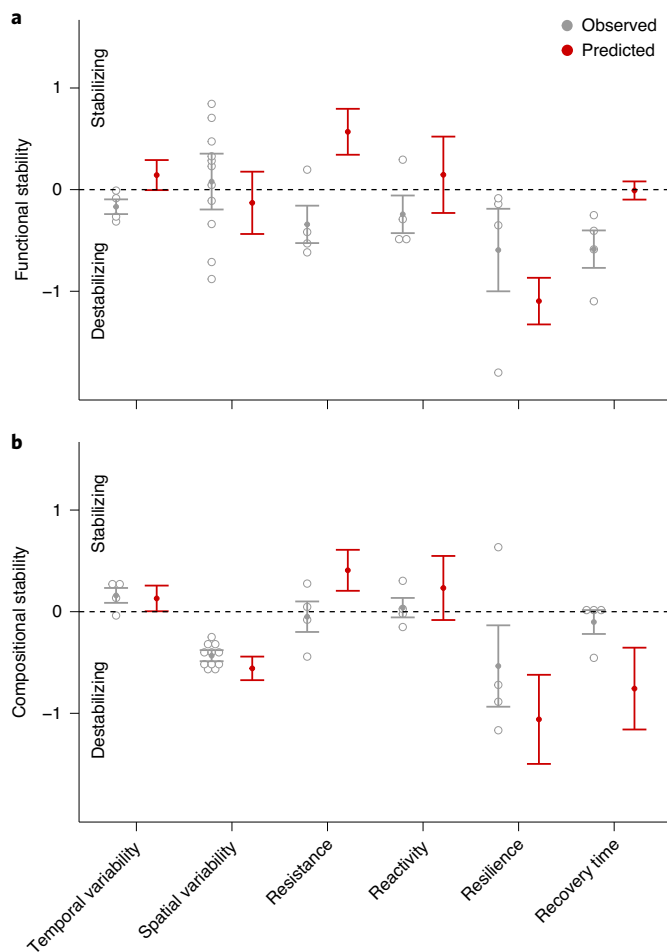 a
Observed
Predicted
Functional stability
Stabilizing
Destabilizing
1
0
−1
b
Compositional stability
Stabilizing
Destabilizing
1
0
−1
Temporal variability
Spatial variability
Resistance
Reactivity
Resilience
Recovery time